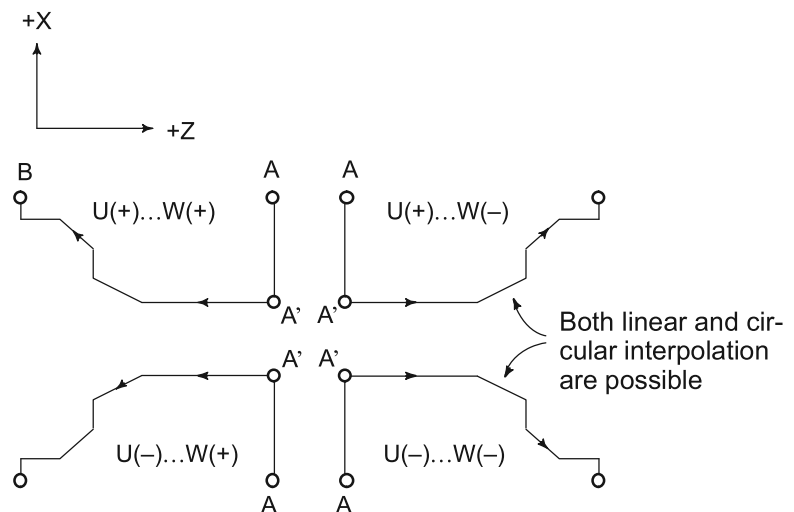 +X
+Z
B
A
A
U(+)…W(+)
U(+)…W(–)
A’
A’
Both linear and cir-
cular interpolation
are possible
A’
A’
U(–)…W(+)
U(–)…W(–)
A
A